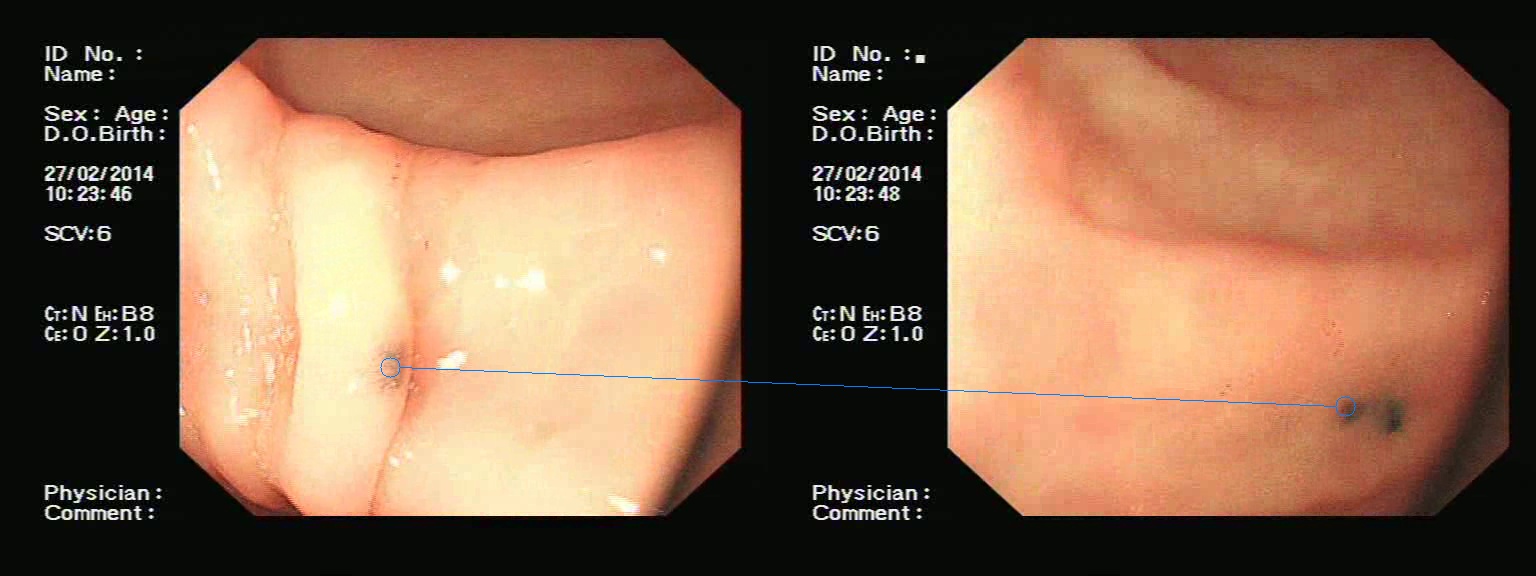 ID No. :
Name:
Sex: Age:
D.O.Birth:
27/02/2014
10:23:46
SCV:6
CT:N EH:B8
CE:0 Z:1.0
Physician:
Comment:
ID No. :
Name:
Sex: Age:
D.O.Birth:
27/02/2014
10:23:48
SCV:6
CT:N EH:B8
CE:0 Z:1.0
Physician:
Comment: